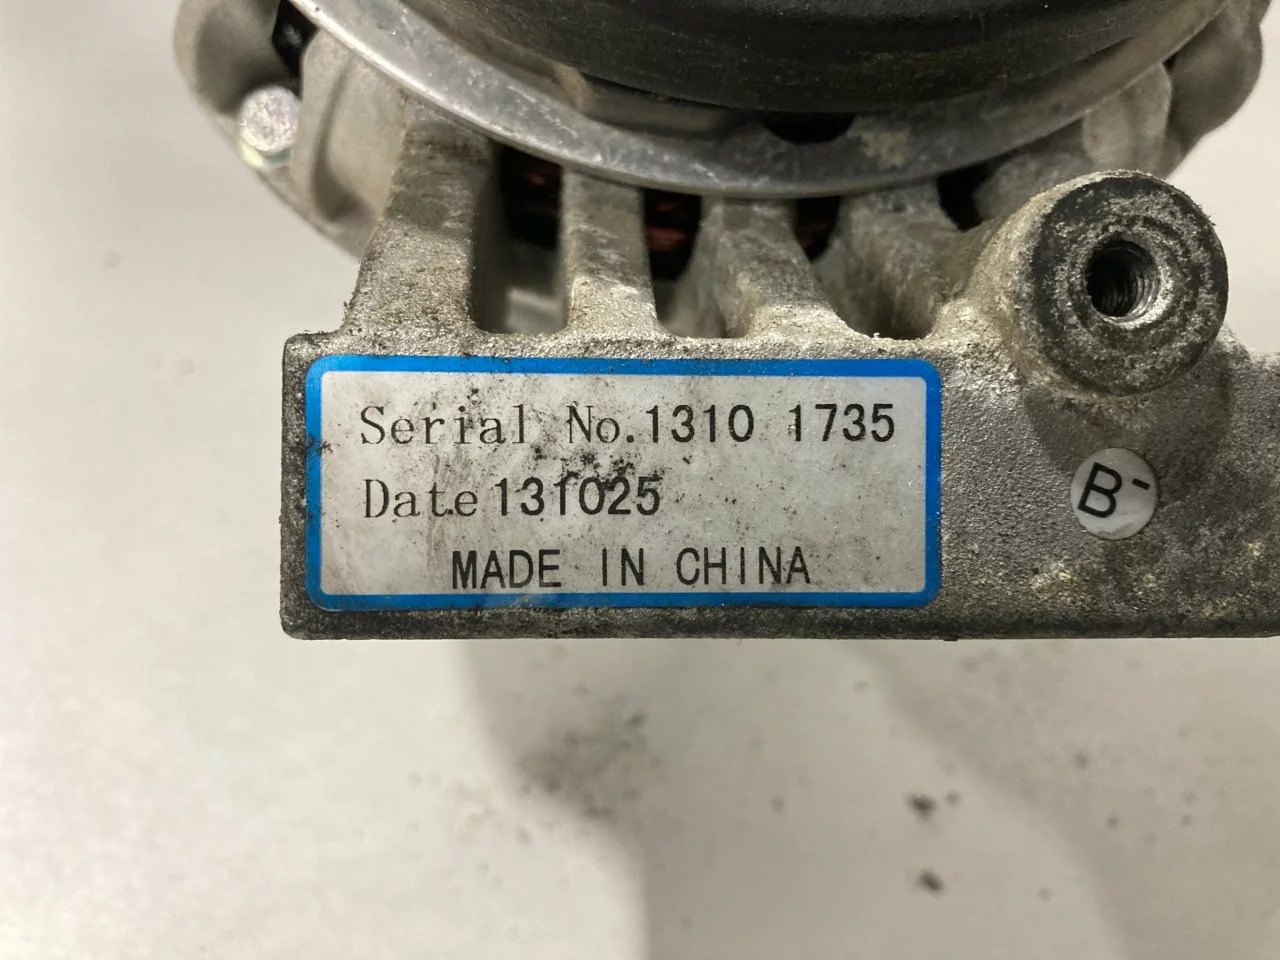 Serial No.1310 1735
Date 131025
MADE IN CHINA
B-